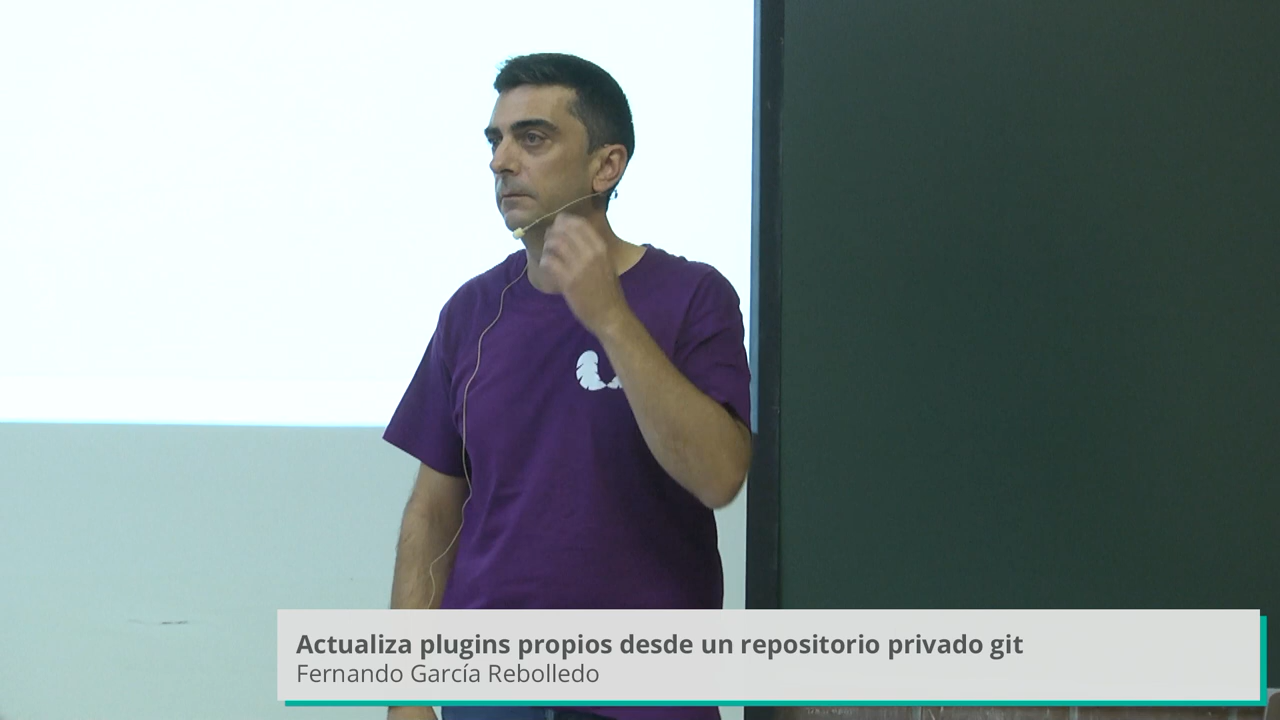 Actualiza plugins propios desde un repositorio privado git
Fernando García Rebolledo